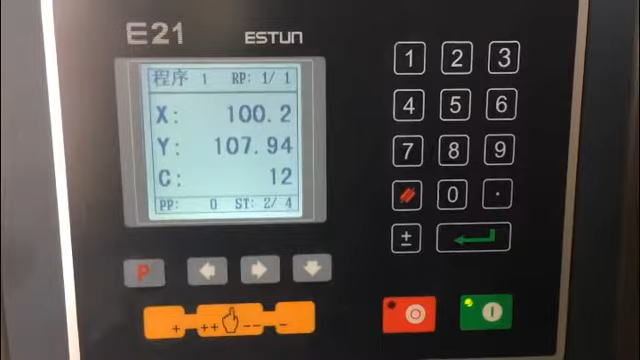 E21
ESTUN
程序 1 RP: 1/ 1
X: 100.2
Y: 107.94
C: 12
PP: 0 ST: 2/ 4
1 2 3
4 5 6
7 8 9
0 ·
±
P
+ ++ -- -